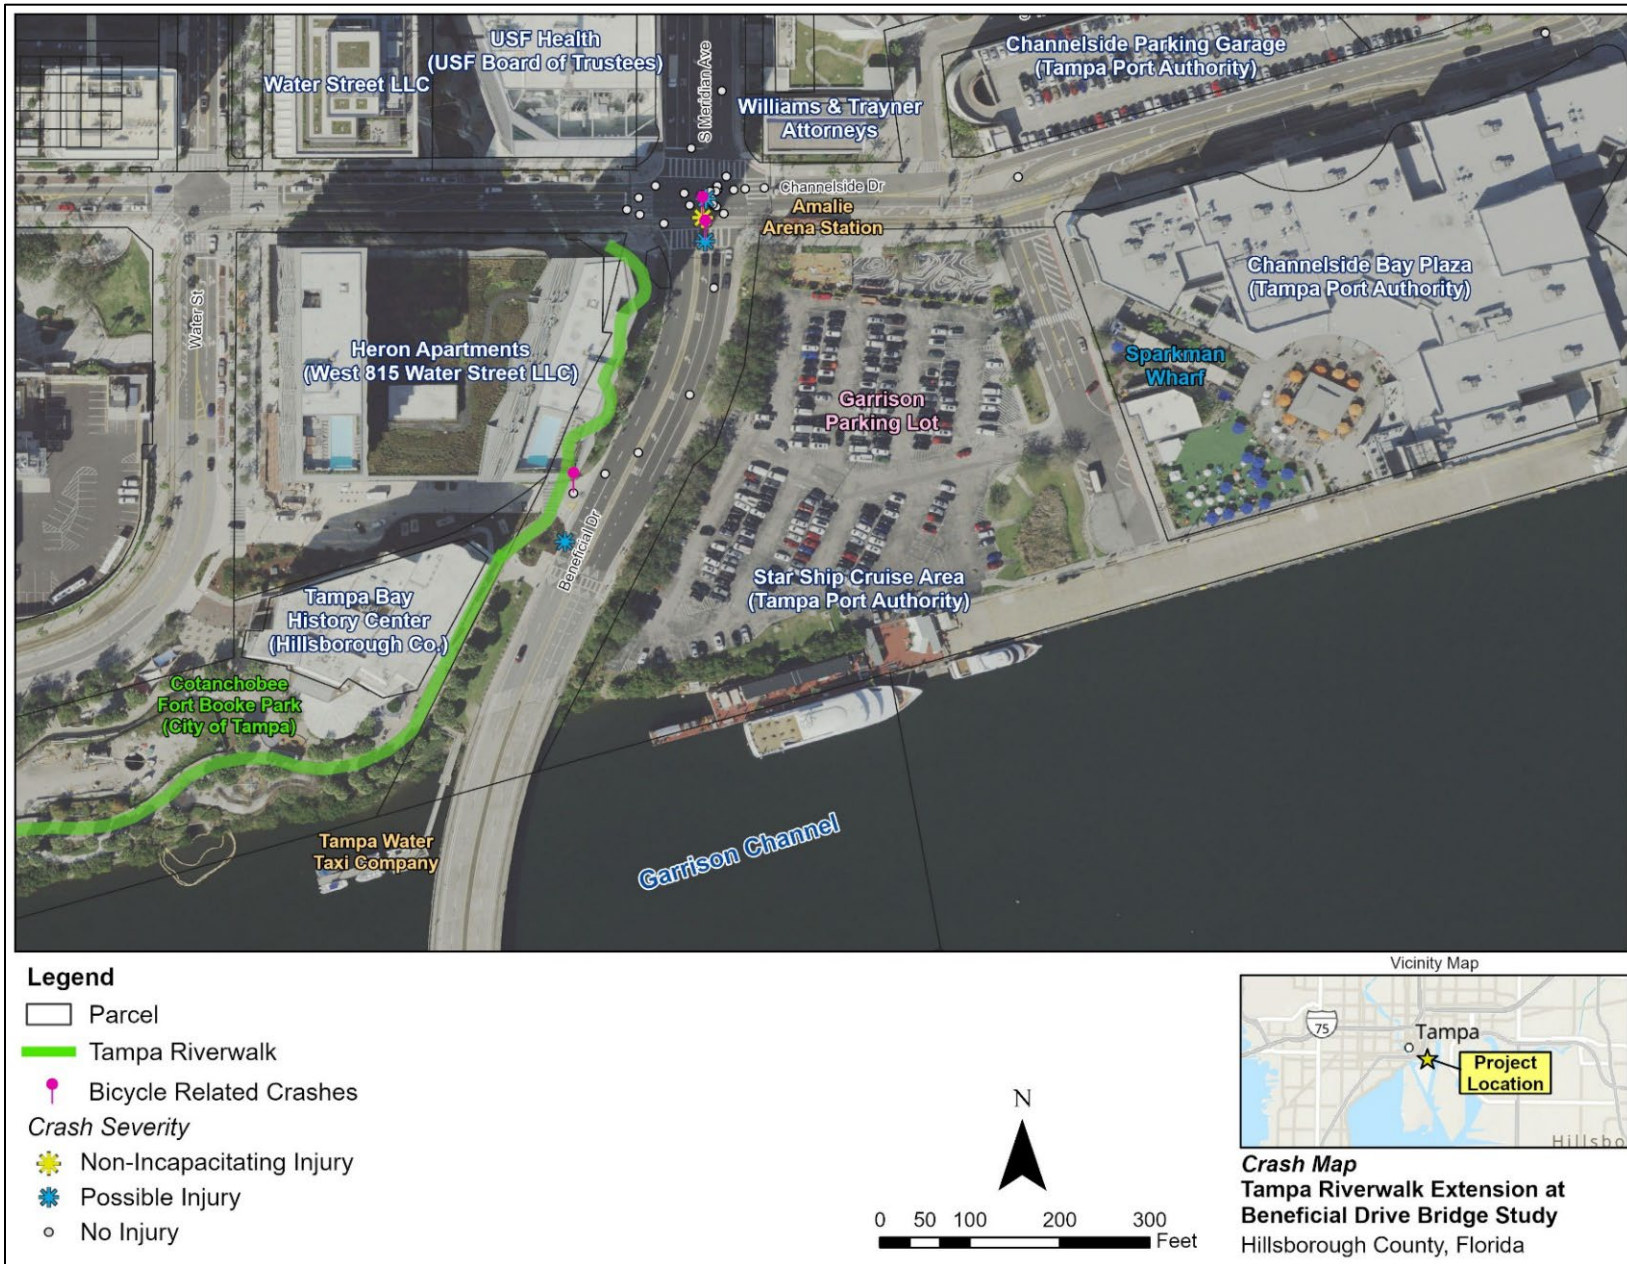 USF Health
(USF Board of Trustees)
Water Street LLC
S Meridian Ave
Channelside Parking Garage
(Tampa Port Authority)
Williams & Trayner
Attorneys
Channelside Dr
Amalie
Arena Station
Channelside Bay Plaza
(Tampa Port Authority)
Water St
Heron Apartments
(West 815 Water Street LLC)
Sparkman
Wharf
Garrison
Parking Lot
Beneficial Dr
Star Ship Cruise Area
(Tampa Port Authority)
Tampa Bay
History Center
(Hillsborough Co.)
Cotanchobee
Fort Booke Park
(City of Tampa)
Tampa Water
Taxi Company
Garrison Channel
Legend
Parcel
Tampa Riverwalk
Bicycle Related Crashes
Crash Severity
Non-Incapacitating Injury
Possible Injury
No Injury
N
0 50 100 200 300
Feet
Vicinity Map
75
Tampa
Project
Location
Hillsbo
Crash Map
Tampa Riverwalk Extension at
Beneficial Drive Bridge Study
Hillsborough County, Florida